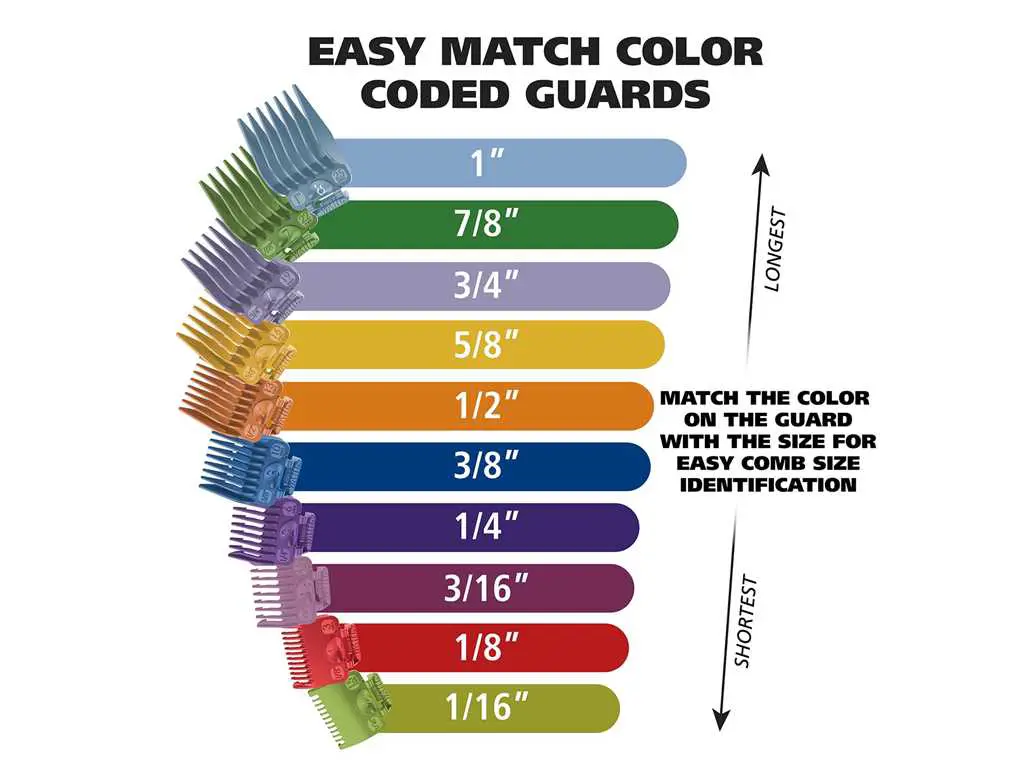 EASY MATCH COLOR
CODED GUARDS
1”
7/8”
3/4”
5/8”
1/2”
3/8”
1/4”
3/16”
1/8”
1/16”
LONGEST
MATCH THE COLOR
ON THE GUARD
WITH THE SIZE FOR
EASY COMB SIZE
IDENTIFICATION
SHORTEST